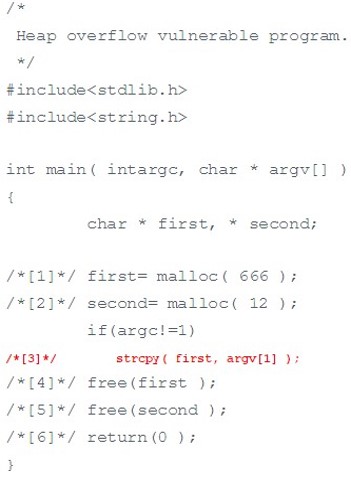 /*
Heap overflow vulnerable program.
*/
#include<stdlib.h>
#include<string.h>
int main( intargc, char * argv[] )
{
char * first, * second;
/*[1]*/ first= malloc( 666 );
/*[2]*/ second= malloc( 12 );
if(argc!=1)
/*[3]*/ strcpy( first, argv[1] );
/*[4]*/ free(first );
/*[5]*/ free(second );
/*[6]*/ return(0 );
}